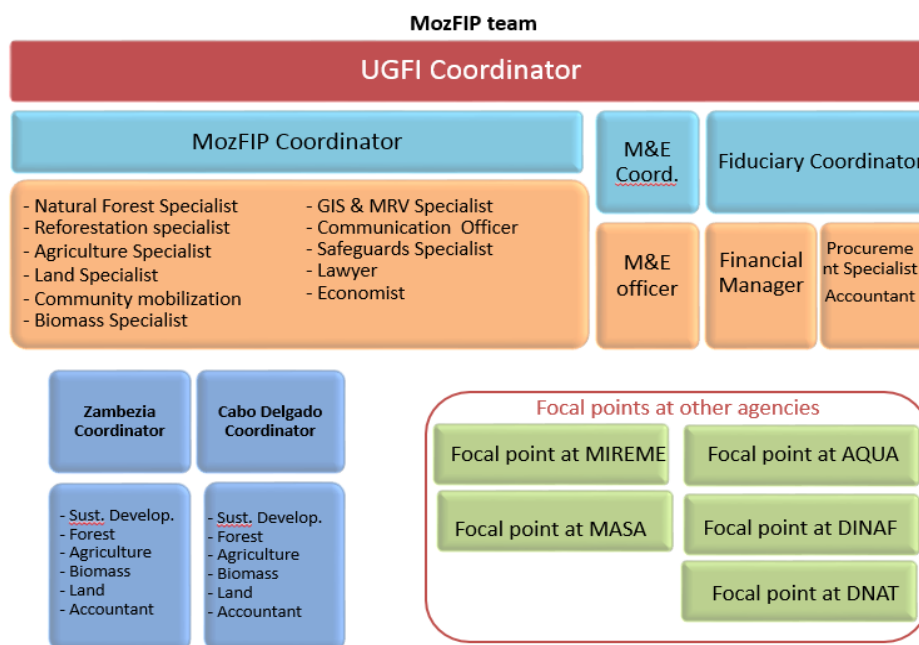 MozFIP team
UGFI Coordinator
MozFIP Coordinator
M&E
Coord.
Fiduciary Coordinator
- Natural Forest Specialist
- Reforestation specialist
- Agriculture Specialist
- Land Specialist
- Community mobilization
- Biomass Specialist
- GIS & MRV Specialist
- Communication Officer
- Safeguards Specialist
- Lawyer
- Economist
M&E
officer
Financial
Manager
Procureme
nt Specialist
Accountant
Zambezia
Coordinator
Cabo Delgado
Coordinator
- Sust. Develop.
- Forest
- Agriculture
- Biomass
- Land
- Accountant
- Sust. Develop.
- Forest
- Agriculture
- Biomass
- Land
- Accountant
Focal points at other agencies
Focal point at MIREME
Focal point at AQUA
Focal point at MASA
Focal point at DINAF
Focal point at DNAT